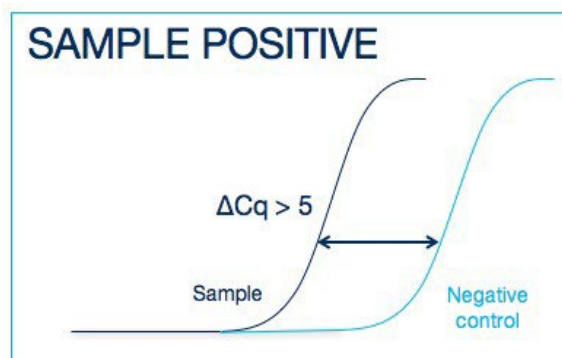 SAMPLE POSITIVE
ΔCq > 5
Sample
Negative
control